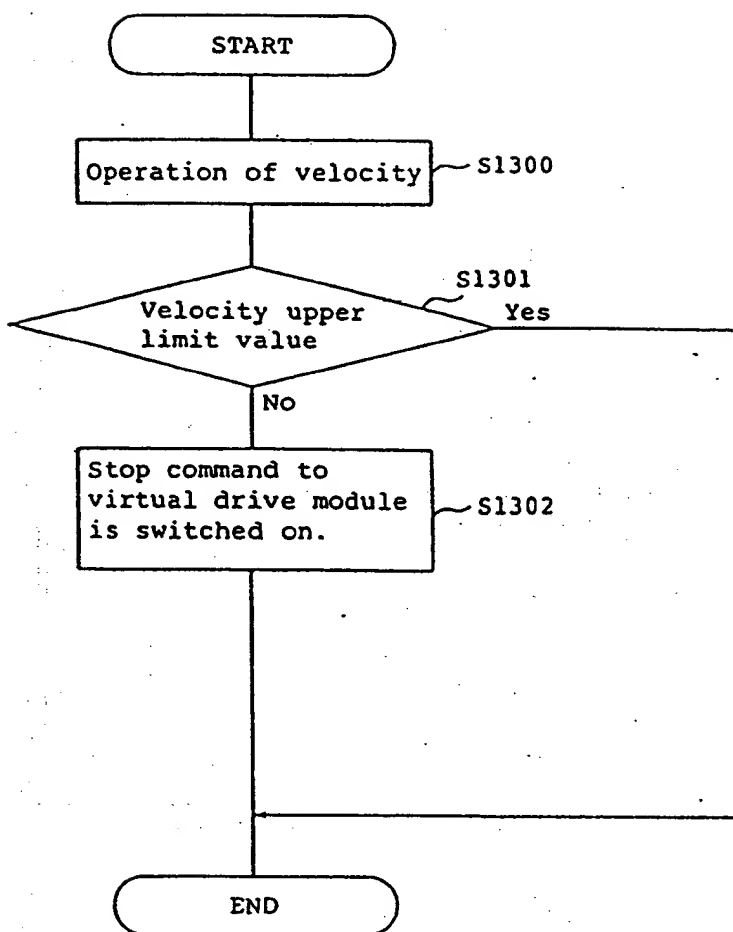 START
Operation of velocity
S1300
S1301
Velocity upper
limit value
Yes
No
Stop command to
virtual drive module
is switched on.
S1302
END